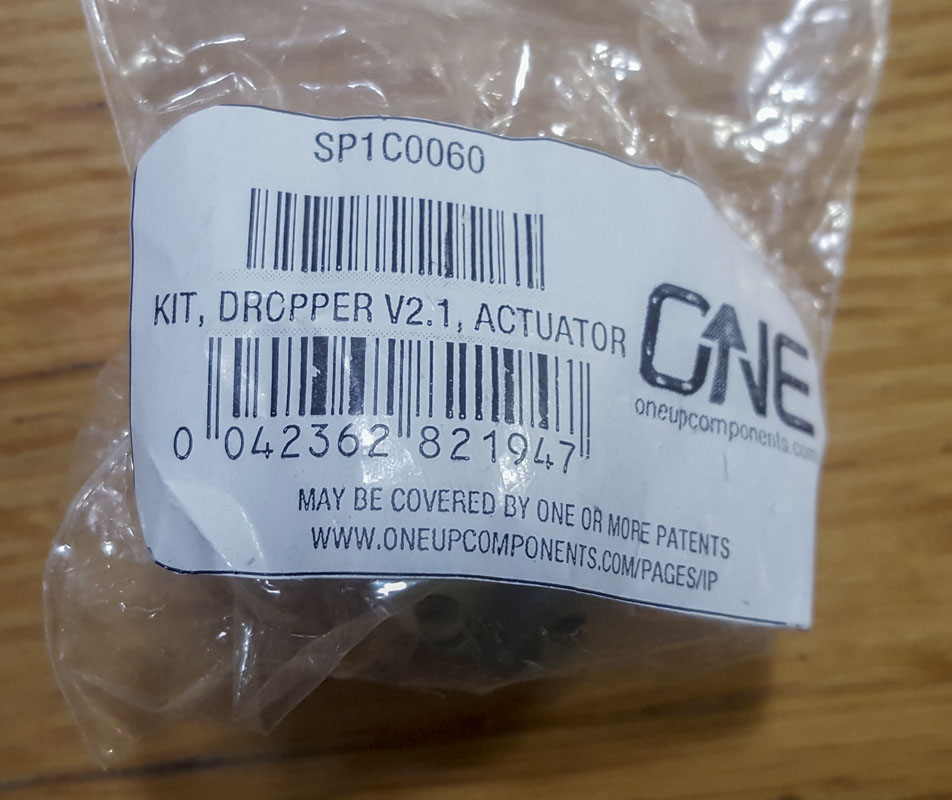 SP1C0060
KIT, DROPPER V2.1, ACTUATOR
0 042362 821947
ONE
oneupcomponents.com
MAY BE COVERED BY ONE OR MORE PATENTS
WWW.ONEUPCOMPONENTS.COM/PAGES/IP